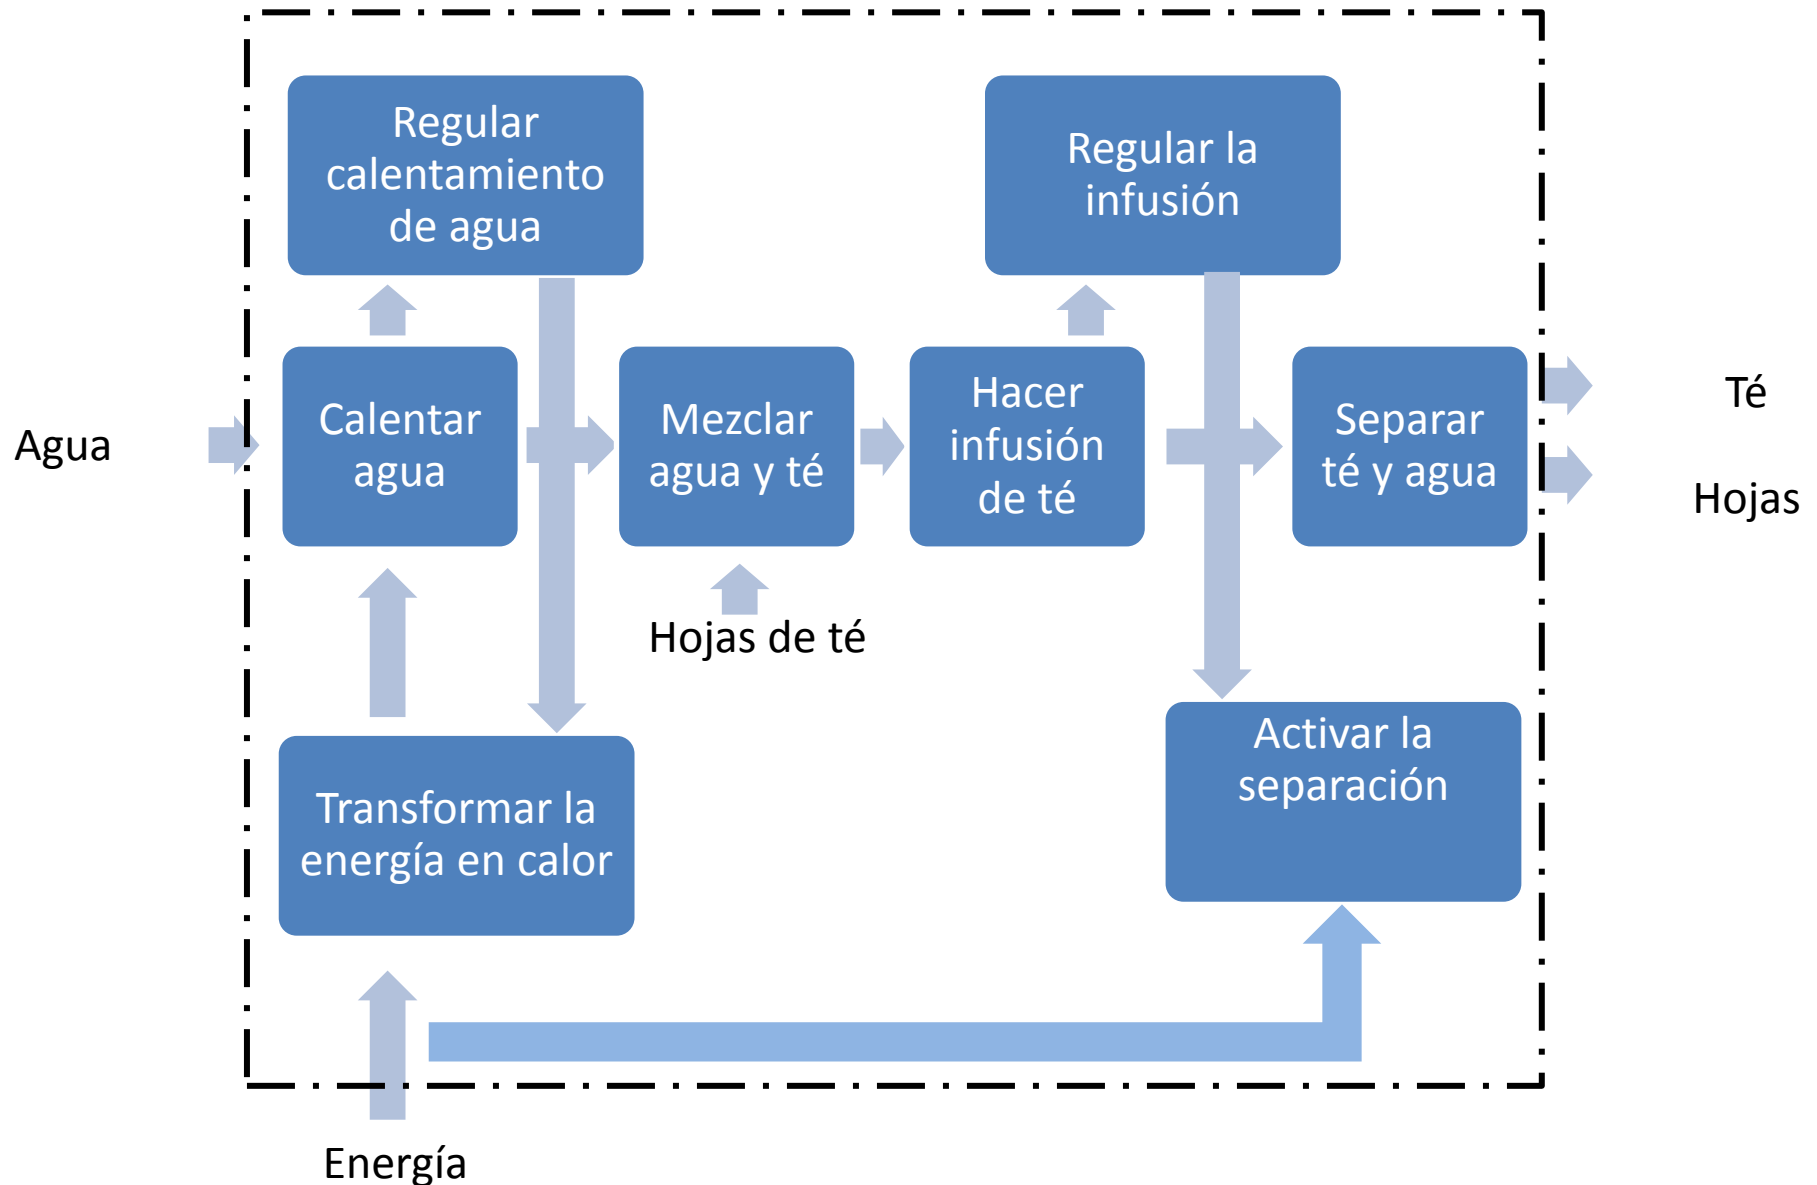 Regular
calentamiento
de agua
Regular la
infusión
Agua
Calentar
agua
Mezclar
agua y té
Hacer
infusión
de té
Separar
té y agua
Té
Hojas
Hojas de té
Transformar la
energía en calor
Activar la
separación
Energía